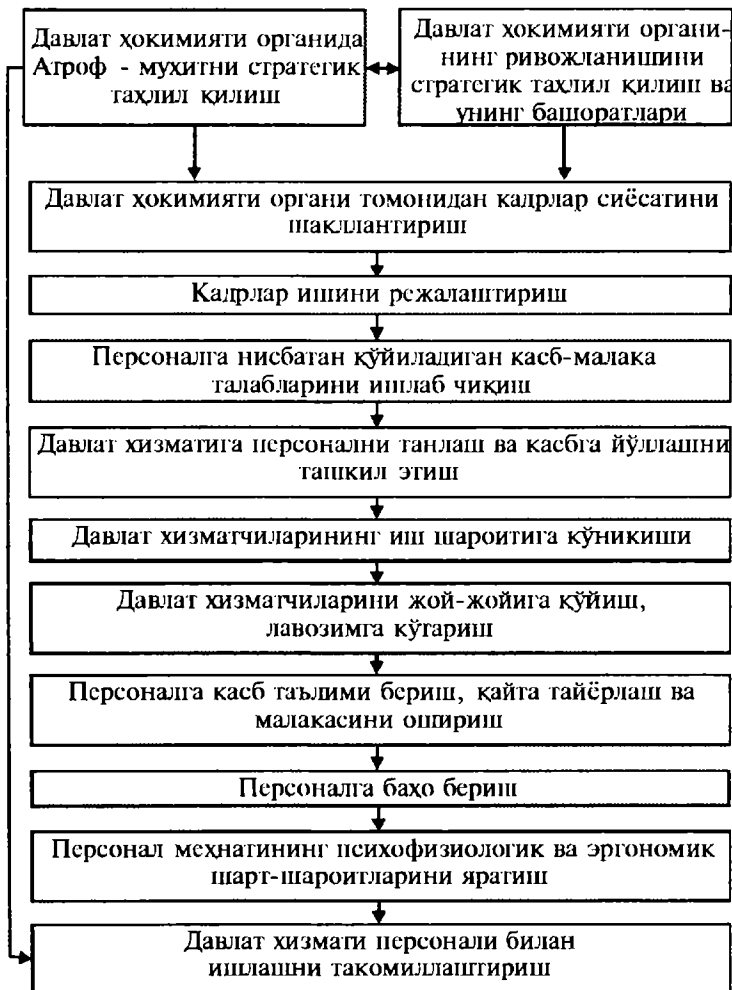 Давлат ҳокимияти органида
Атроф - мухитни стратегик
таҳлил қилиш
Давлат ҳокимияти органи-
нинг ривожланишини
стратегик таҳлил қилиш ва
унинг башоратлари
Давлат ҳокимияти органи томонидан кадрлар сиёсатини
шакллантириш
Кадрлар ишини режалаштириш
Персоналга нисбатан қўйиладиган касб-малака
талабларини ишлаб чиқиш
Давлат хизматига персонални танлаш ва касбга йўллашни
ташкил этиш
Давлат хизматчиларининг иш шароитига кўникиши
Давлат хизматчиларини жой-жойига қўйиш,
лавозимга кўтариш
Персоналга касб таълими бериш, қайта тайёрлаш ва
малакасини ошириш
Персоналга баҳо бериш
Персонал меҳнатининг психофизиологик ва эргономик
шарт-шароитларини яратиш
Давлат хизмати персонали билан
ишлашни такомиллаштириш